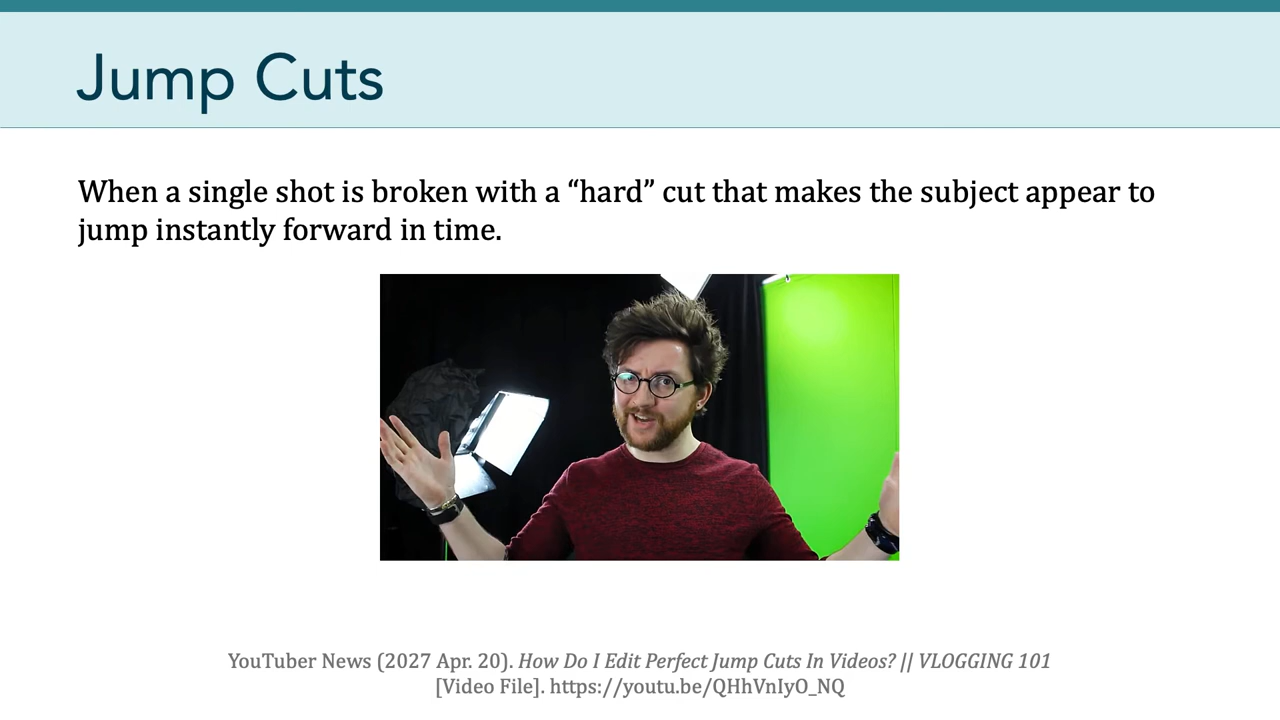 Jump Cuts
When a single shot is broken with a “hard” cut that makes the subject appear to
jump instantly forward in time.
YouTuber News (2027 Apr. 20). How Do I Edit Perfect Jump Cuts In Videos? || VLOGGING 101
[Video File]. https://youtu.be/QHhVnIyO_NQ